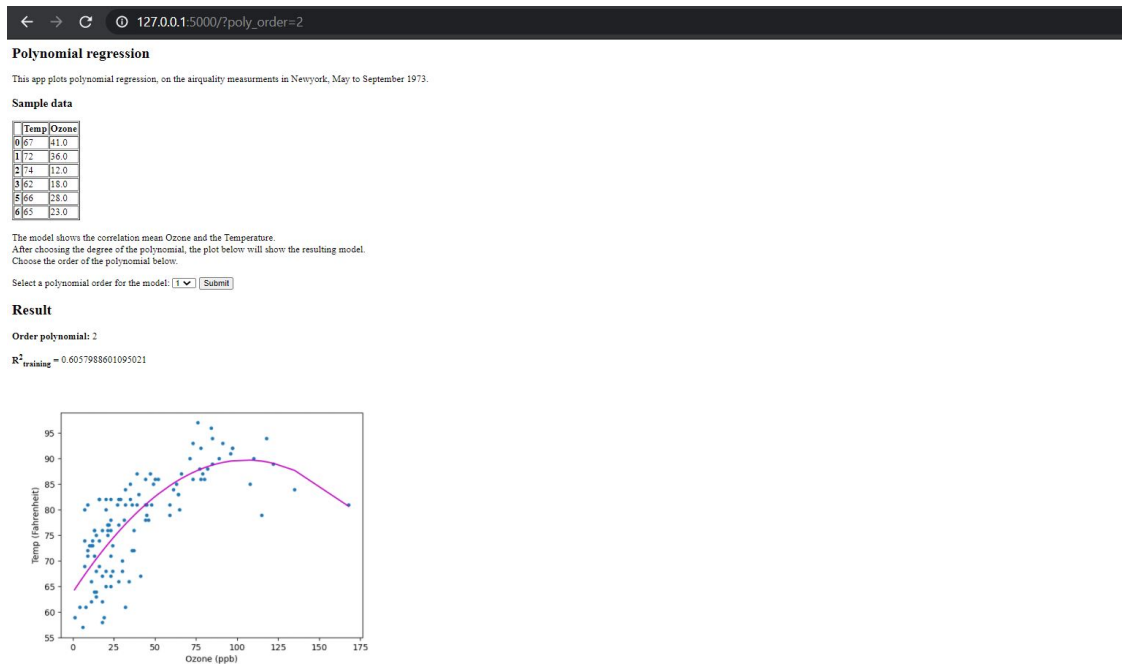 127.0.0.1:5000/?poly_order=2
Polynomial regression
This app plots polynomial regression, on the airquality measurments in Newyork, May to September 1973.
Sample data
Temp Ozone
0 67 41.0
1 72 36.0
2 74 12.0
3 62 18.0
5 66 28.0
6 65 23.0
The model shows the correlation mean Ozone and the Temperature.
After choosing the degree of the polynomial, the plot below will show the resulting model.
Choose the order of the polynomial below.
Select a polynomial order for the model: 1 Submit
Result
Order polynomial: 2
R2training = 0.6057988601095021
95
90
85
80
75
70
65
60
55
Temp (Fahrenheit)
0 25 50 75 100 125 150 175
Ozone (ppb)